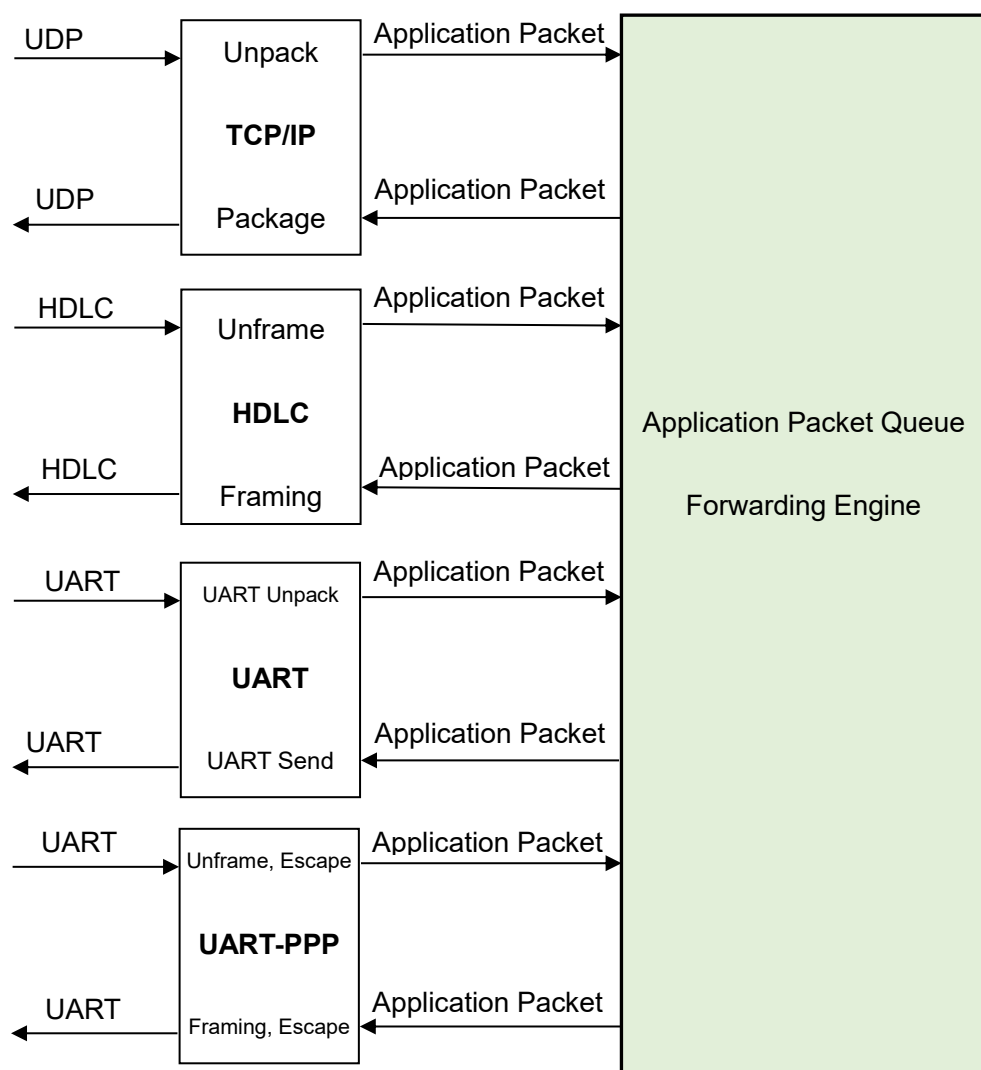 UDP
Unpack
Application Packet
TCP/IP
UDP
Package
Application Packet
HDLC
Unframe
Application Packet
HDLC
HDLC
Framing
Application Packet
UART
UART Unpack
Application Packet
UART
UART
UART Send
Application Packet
UART
Unframe, Escape
Application Packet
UART-PPP
UART
Framing, Escape
Application Packet
Application Packet Queue
Forwarding Engine